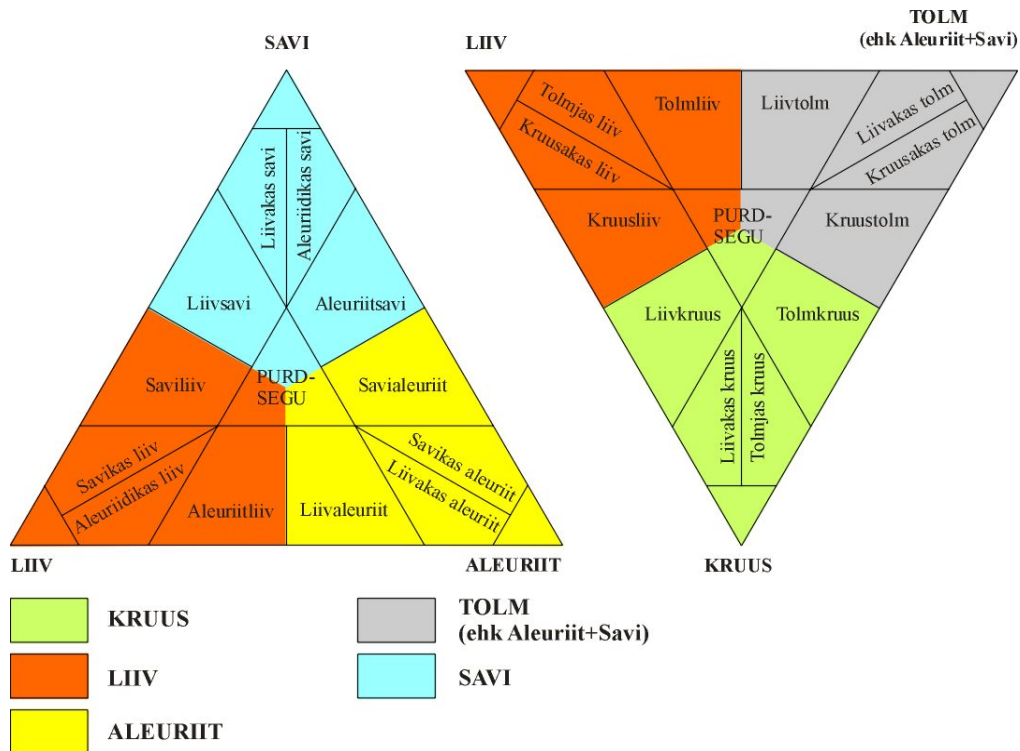 SAVI
Liivakas savi
Aleuriidikas savi
Liivsavi
Aleuriitsavi
Saviliiv
PURD-
SEGU
Savialeuriit
Savikas liiv
Aleuriidikas liiv
Aleuriitliiv
Liivaleuriit
Savikas aleuriit
Liivakas aleuriit
LIIV
ALEURIIT
LIIV
TOLM
(ehk Aleuriit+Savi)
Tolmjas liiv
Kruusakas liiv
Tolmliiv
Liivtolm
Liivakas tolm
Kruusakas tolm
Kruusliiv
PURD-
SEGU
Kruustolm
Liivkruus
Tolmkruus
Liivakas kruus
Tolmjas kruus
KRUUS
KRUUS
LIIV
ALEURIIT
TOLM
(ehk Aleuriit+Savi)
SAVI